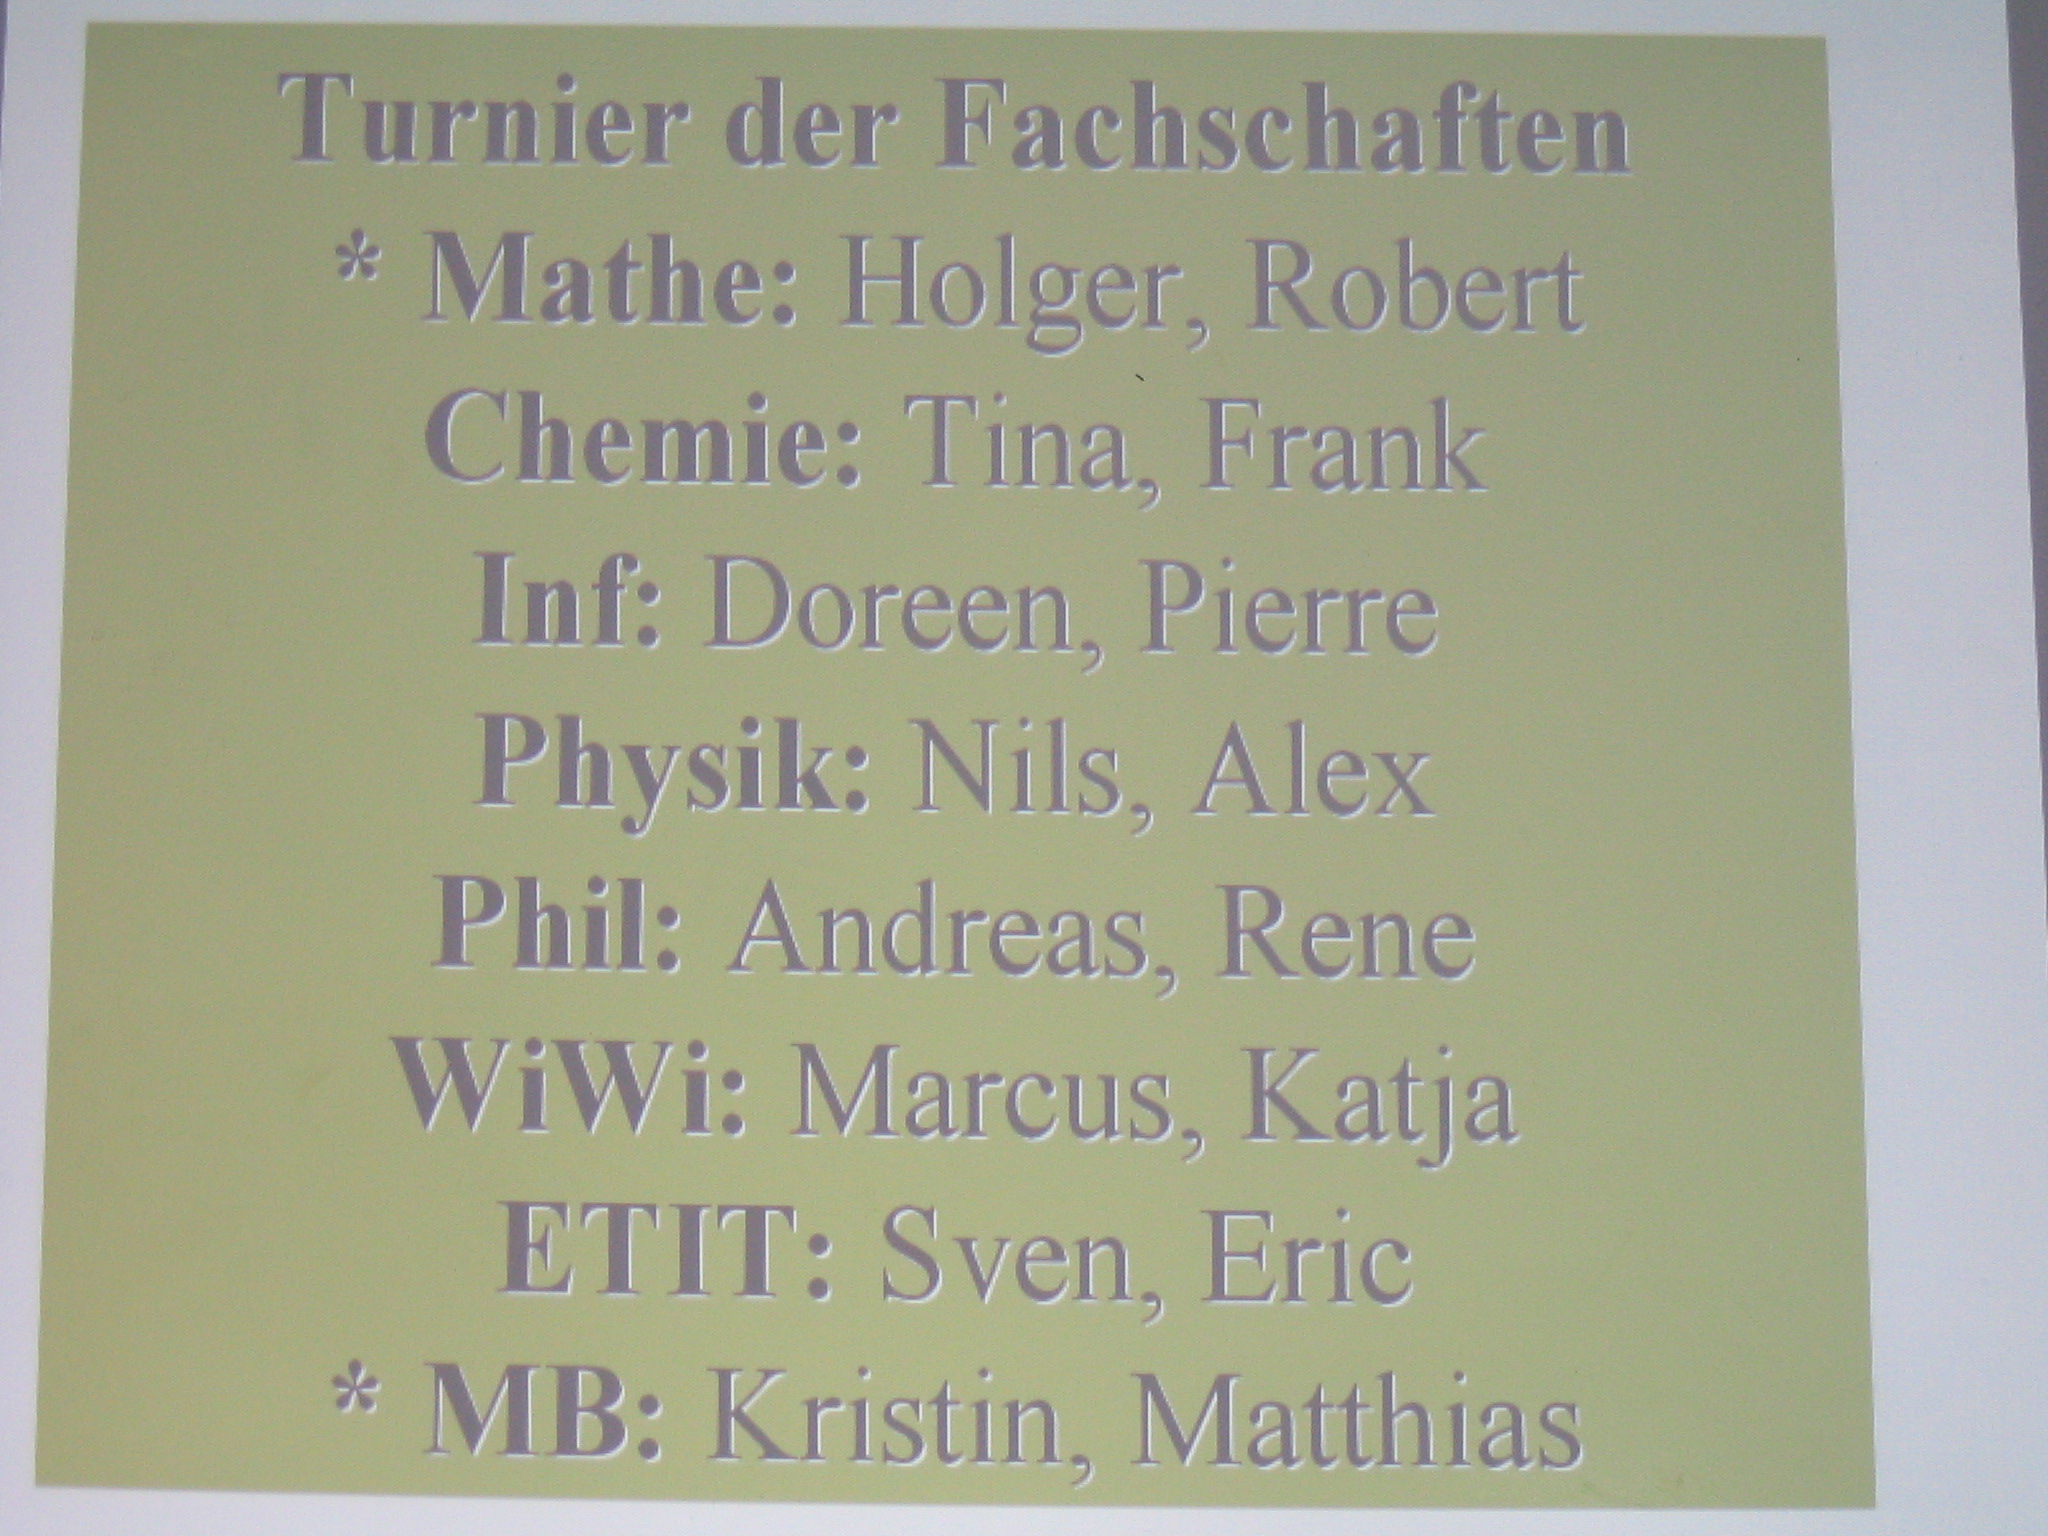 Turnier der Fachschaften
* Mathe: Holger, Robert
Chemie: Tina, Frank
Inf: Doreen, Pierre
Physik: Nils, Alex
Phil: Andreas, Rene
WiWi: Marcus, Katja
ETIT: Sven, Eric
* MB: Kristin, Matthias